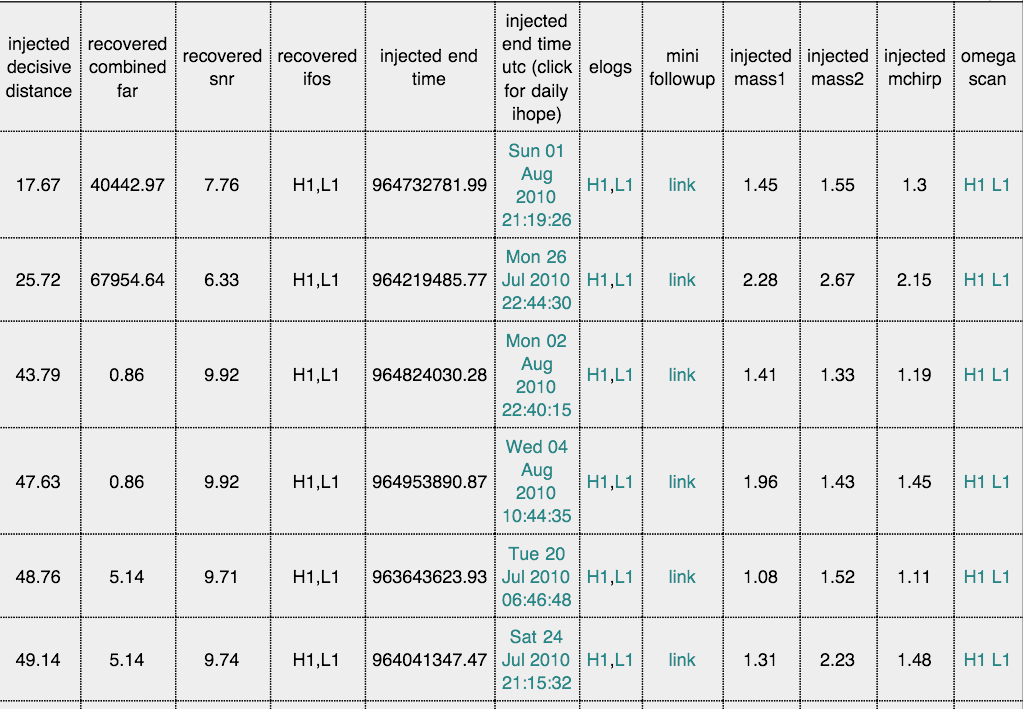 injected decisive distance | recovered combined far | recovered snr | recovered ifos | injected end time | injected end time utc (click for daily ihope) | elogs | mini followup | injected mass1 | injected mass2 | injected mchirp | omega scan
17.67 | 40442.97 | 7.76 | H1,L1 | 964732781.99 | Sun 01 Aug 2010 21:19:26 | H1,L1 | link | 1.45 | 1.55 | 1.3 | H1 L1
25.72 | 67954.64 | 6.33 | H1,L1 | 964219485.77 | Mon 26 Jul 2010 22:44:30 | H1,L1 | link | 2.28 | 2.67 | 2.15 | H1 L1
43.79 | 0.86 | 9.92 | H1,L1 | 964824030.28 | Mon 02 Aug 2010 22:40:15 | H1,L1 | link | 1.41 | 1.33 | 1.19 | H1 L1
47.63 | 0.86 | 9.92 | H1,L1 | 964953890.87 | Wed 04 Aug 2010 10:44:35 | H1,L1 | link | 1.96 | 1.43 | 1.45 | H1 L1
48.76 | 5.14 | 9.71 | H1,L1 | 963643623.93 | Tue 20 Jul 2010 06:46:48 | H1,L1 | link | 1.08 | 1.52 | 1.11 | H1 L1
49.14 | 5.14 | 9.74 | H1,L1 | 964041347.47 | Sat 24 Jul 2010 21:15:32 | H1,L1 | link | 1.31 | 2.23 | 1.48 | H1 L1